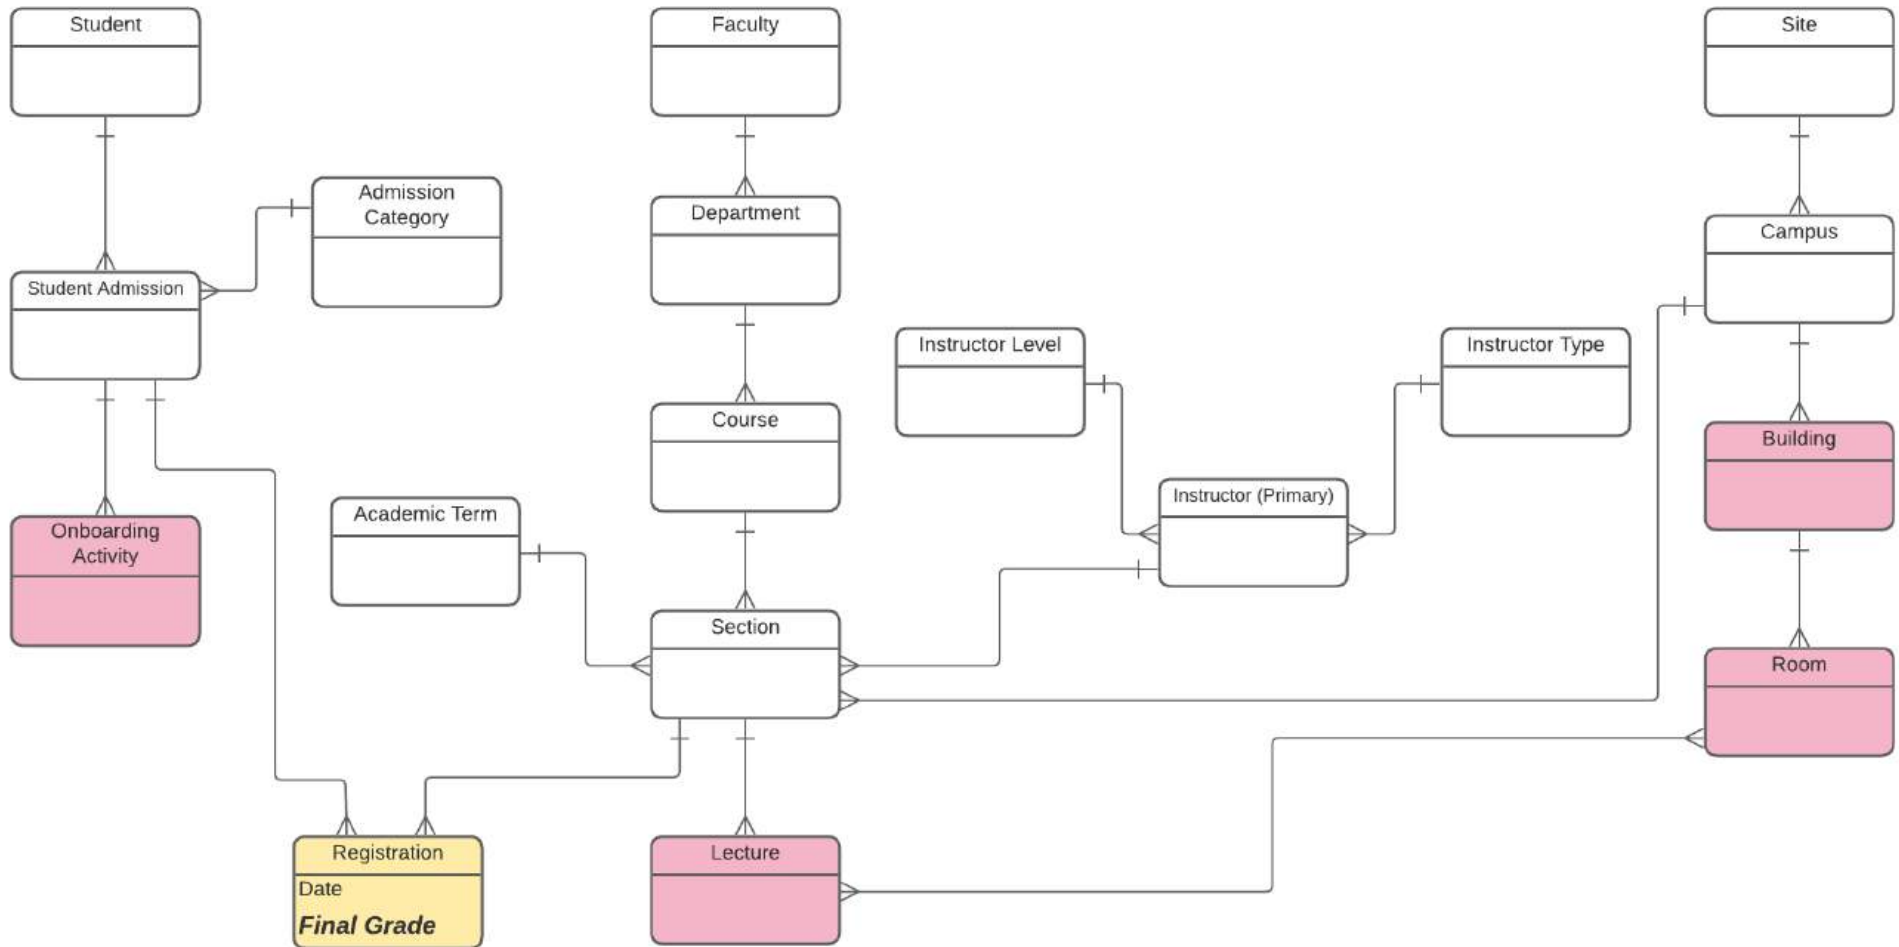 Student
Faculty
Site
Admission
Category
Department
Campus
Student Admission
Instructor Level
Instructor Type
Course
Building
Instructor (Primary)
Academic Term
Onboarding
Activity
Section
Room
Registration
Date
Final Grade
Lecture